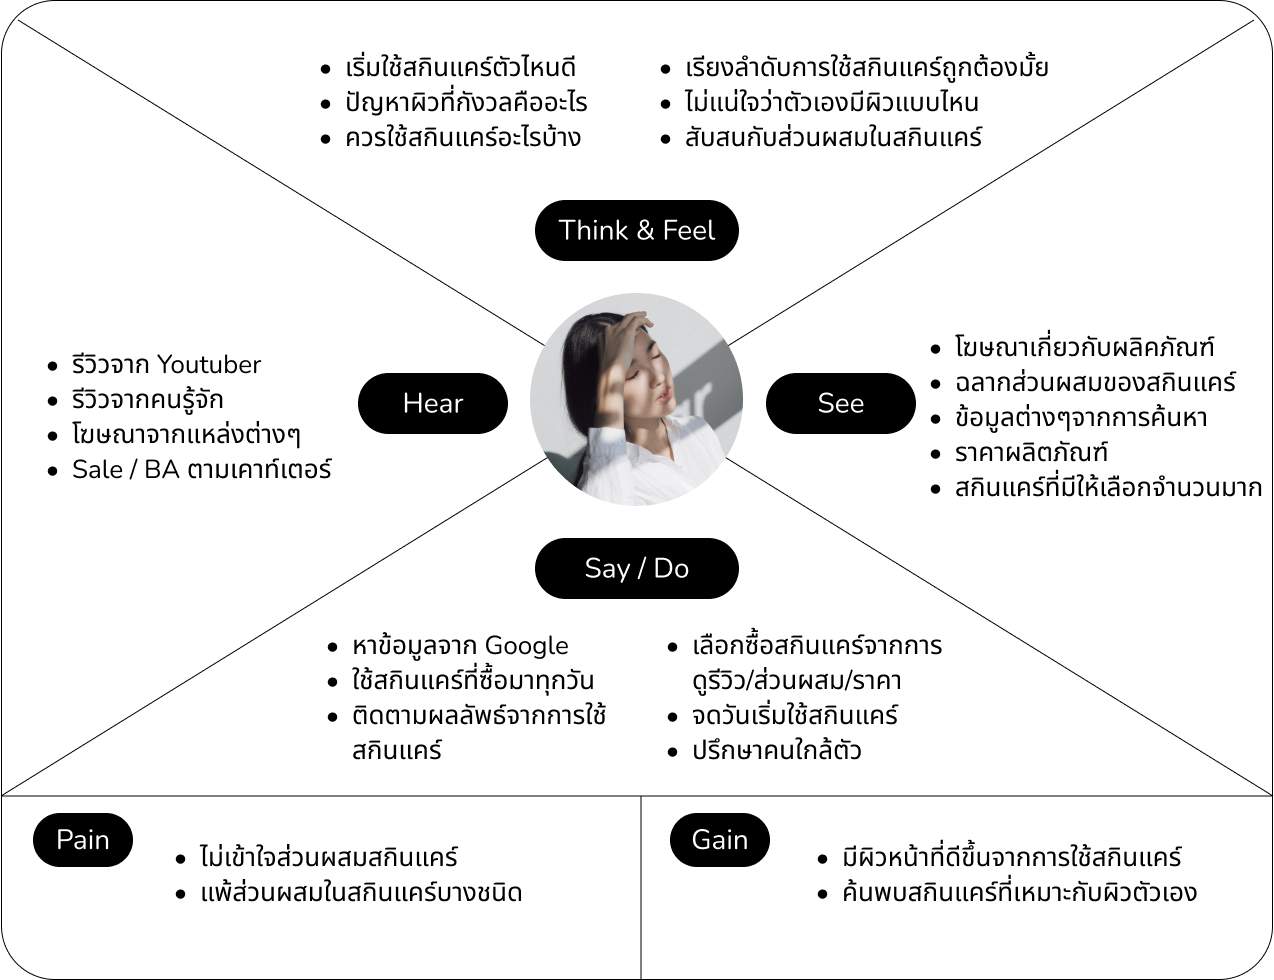 เริ่มใช้สกินแคร์ตัวไหนดี
ปัญหาผิวที่กังวลคืออะไร
ควรใช้สกินแคร์อะไรบ้าง
เรียงลำดับการใช้สกินแคร์ถูกต้องมั้ย
ไม่แน่ใจว่าตัวเองมีผิวแบบไหน
สับสนกับส่วนผสมในสกินแคร์
Think & Feel
รีวิวจาก Youtuber
รีวิวจากคนรู้จัก
โฆษณาจากแหล่งต่างๆ
Sale / BA ตามเคาท์เตอร์
Hear
See
โฆษณาเกี่ยวกับผลิคภัณฑ์
ฉลากส่วนผสมของสกินแคร์
ข้อมูลต่างๆจากการค้นหา
ราคาผลิตภัณฑ์
สกินแคร์ที่มีให้เลือกจำนวนมาก
Say / Do
หาข้อมูลจาก Google
ใช้สกินแคร์ที่ซื้อมาทุกวัน
ติดตามผลลัพธ์จากการใช้
สกินแคร์
เลือกซื้อสกินแคร์จากการ
ดูรีวิว/ส่วนผสม/ราคา
จดวันเริ่มใช้สกินแคร์
ปรึกษาคนใกล้ตัว
Pain
ไม่เข้าใจส่วนผสมสกินแคร์
แพ้ส่วนผสมในสกินแคร์บางชนิด
Gain
มีผิวหน้าที่ดีขึ้นจากการใช้สกินแคร์
ค้นพบสกินแคร์ที่เหมาะกับผิวตัวเอง